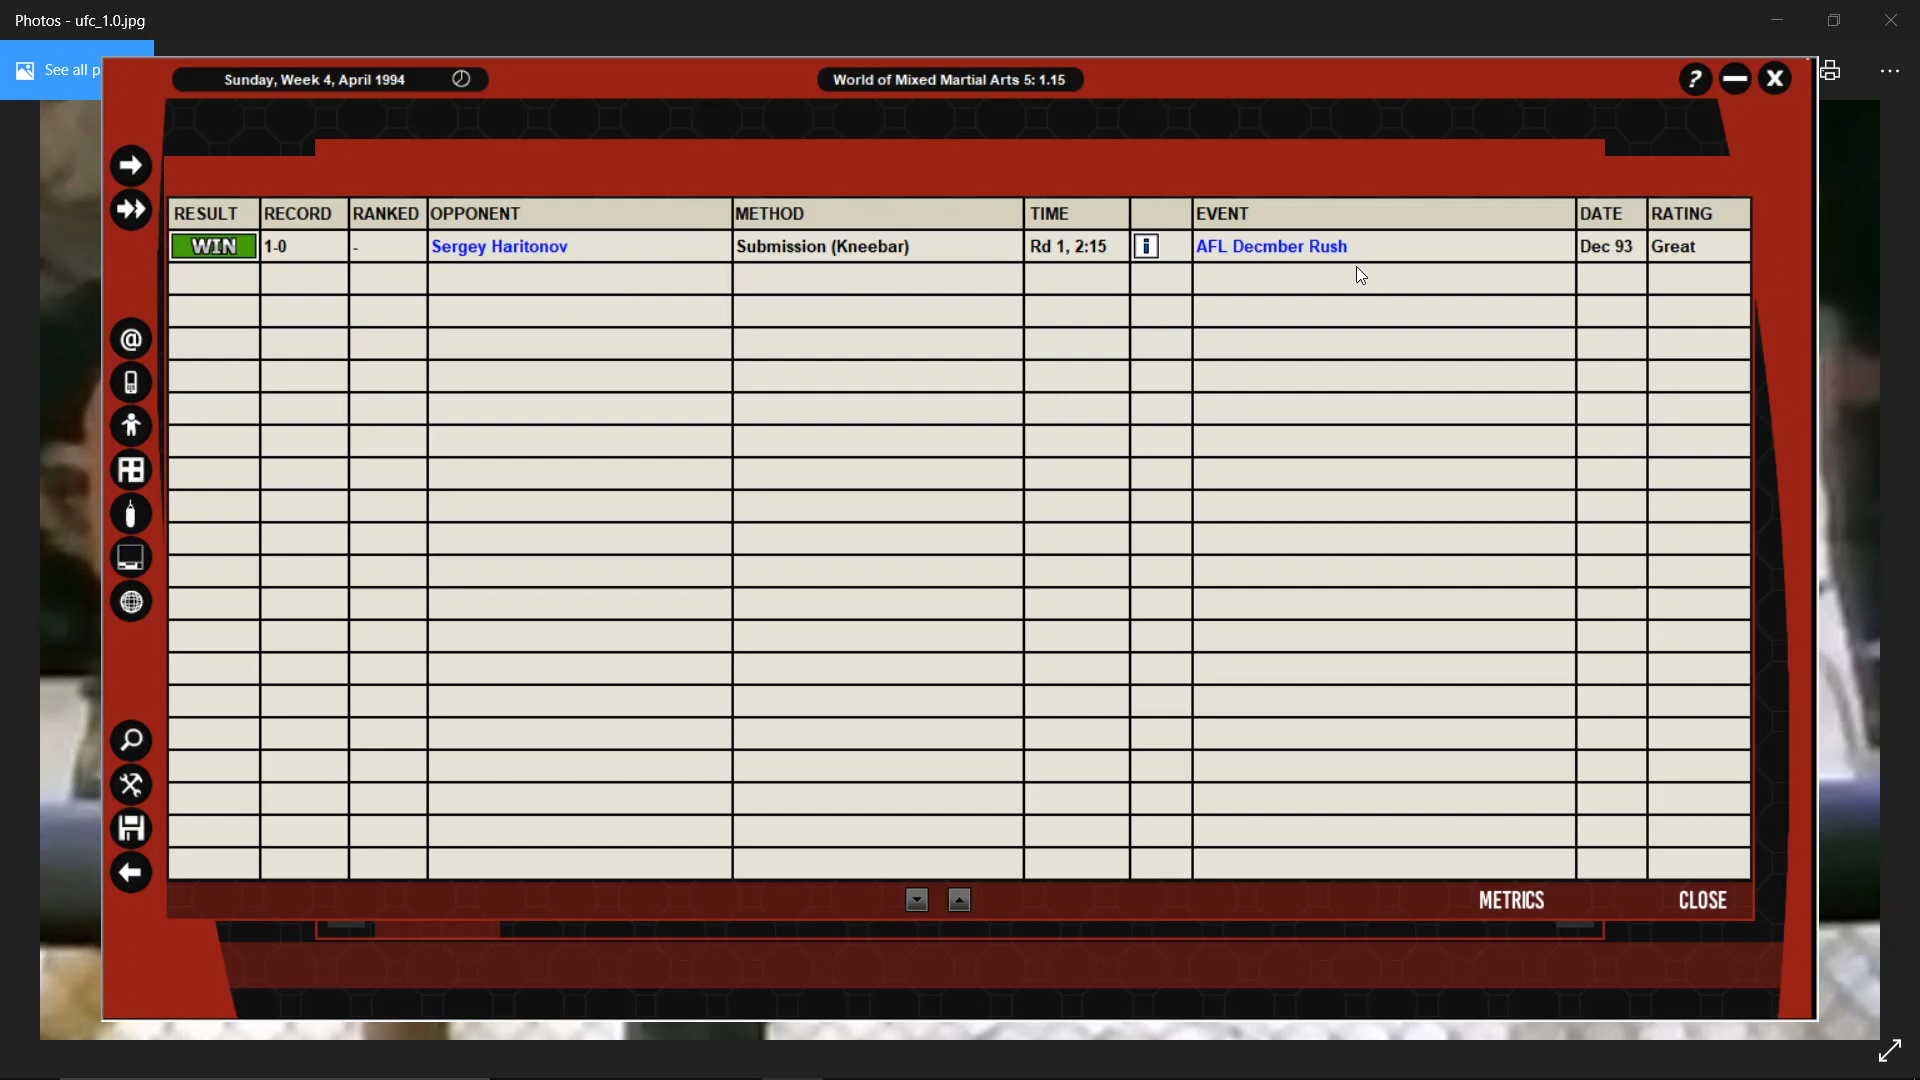 Photos - ufc_1.0.jpg
See all p
Sunday, Week 4, April 1994
World of Mixed Martial Arts 5: 1.15
RESULT RECORD RANKED OPPONENT METHOD TIME EVENT DATE RATING
WIN 1-0 - Sergey Haritonov Submission (Kneebar) Rd 1, 2:15 i AFL Decmber Rush Dec 93 Great
METRICS CLOSE